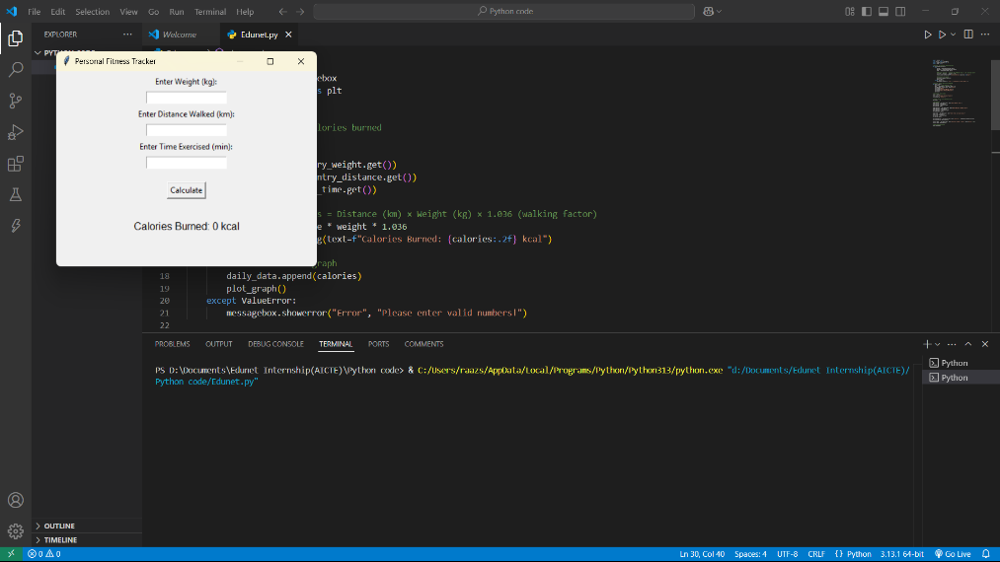 File Edit Selection View Go Run Terminal Help
Python code
EXPLORER
Welcome
Edunet.py
PYTHON CODE
Personal Fitness Tracker
Enter Weight (kg):
Enter Distance Walked (km):
Enter Time Exercised (min):
Calculate
Calories Burned: 0 kcal
ebox
s plt
alories burned
ry_weight.get())
ntry_distance.get())
_time.get())
s = Distance (km) x Weight (kg) x 1.036 (walking factor)
e * weight * 1.036
g(text=f"Calories Burned: {calories:.2f} kcal")
graph
18 daily_data.append(calories)
19 plot_graph()
20 except ValueError:
21 messagebox.showerror("Error", "Please enter valid numbers!")
22
PROBLEMS OUTPUT DEBUG CONSOLE TERMINAL PORTS COMMENTS
PS D:\Documents\Edunet Internship(AICTE)\Python code> & C:/Users/raazs/AppData/Local/Programs/Python/Python313/python.exe "d:/Documents/Edunet Internship(AICTE)/
Python code/Edunet.py"
Python
Python
OUTLINE
TIMELINE
0 0
Ln 30, Col 40 Spaces: 4 UTF-8 CRLF {} Python 3.13.1 64-bit Go Live